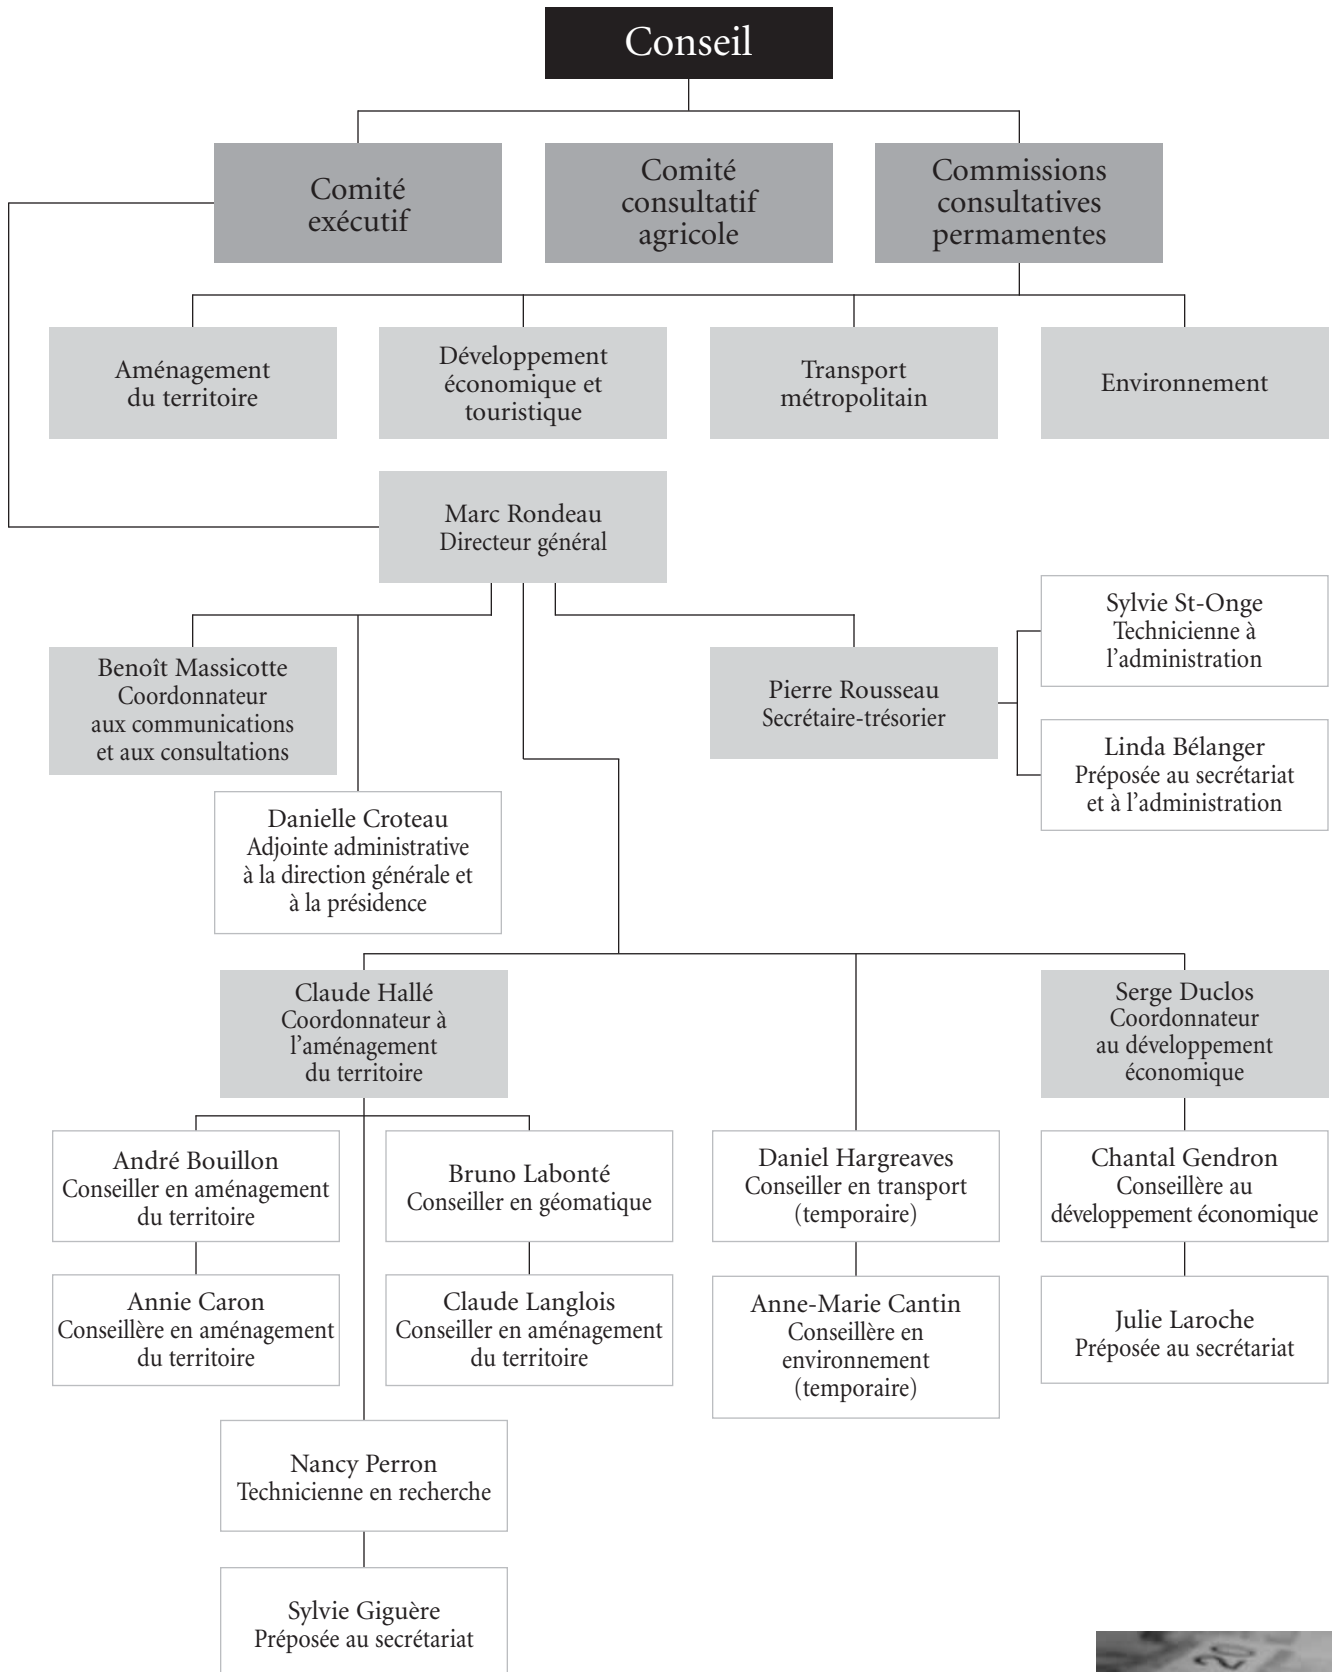 Conseil
Comité
exécutif
Comité
consultatif
agricole
Commissions
consultatives
permamentes
Aménagement
du territoire
Développement
économique et
touristique
Transport
métropolitain
Environnement
Marc Rondeau
Directeur général
Benoît Massicotte
Coordonnateur
aux communications
et aux consultations
Pierre Rousseau
Secrétaire-trésorier
Sylvie St-Onge
Technicienne à
l’administration
Linda Bélanger
Préposée au secrétariat
et à l’administration
Danielle Croteau
Adjointe administrative
à la direction générale et
à la présidence
Claude Hallé
Coordonnateur à
l’aménagement
du territoire
Serge Duclos
Coordonnateur
au développement
économique
André Bouillon
Conseiller en aménagement
du territoire
Bruno Labonté
Conseiller en géomatique
Daniel Hargreaves
Conseiller en transport
(temporaire)
Chantal Gendron
Conseillère au
développement économique
Annie Caron
Conseillère en aménagement
du territoire
Claude Langlois
Conseiller en aménagement
du territoire
Anne-Marie Cantin
Conseillère en
environnement
(temporaire)
Julie Laroche
Préposée au secrétariat
Nancy Perron
Technicienne en recherche
Sylvie Giguère
Préposée au secrétariat
20